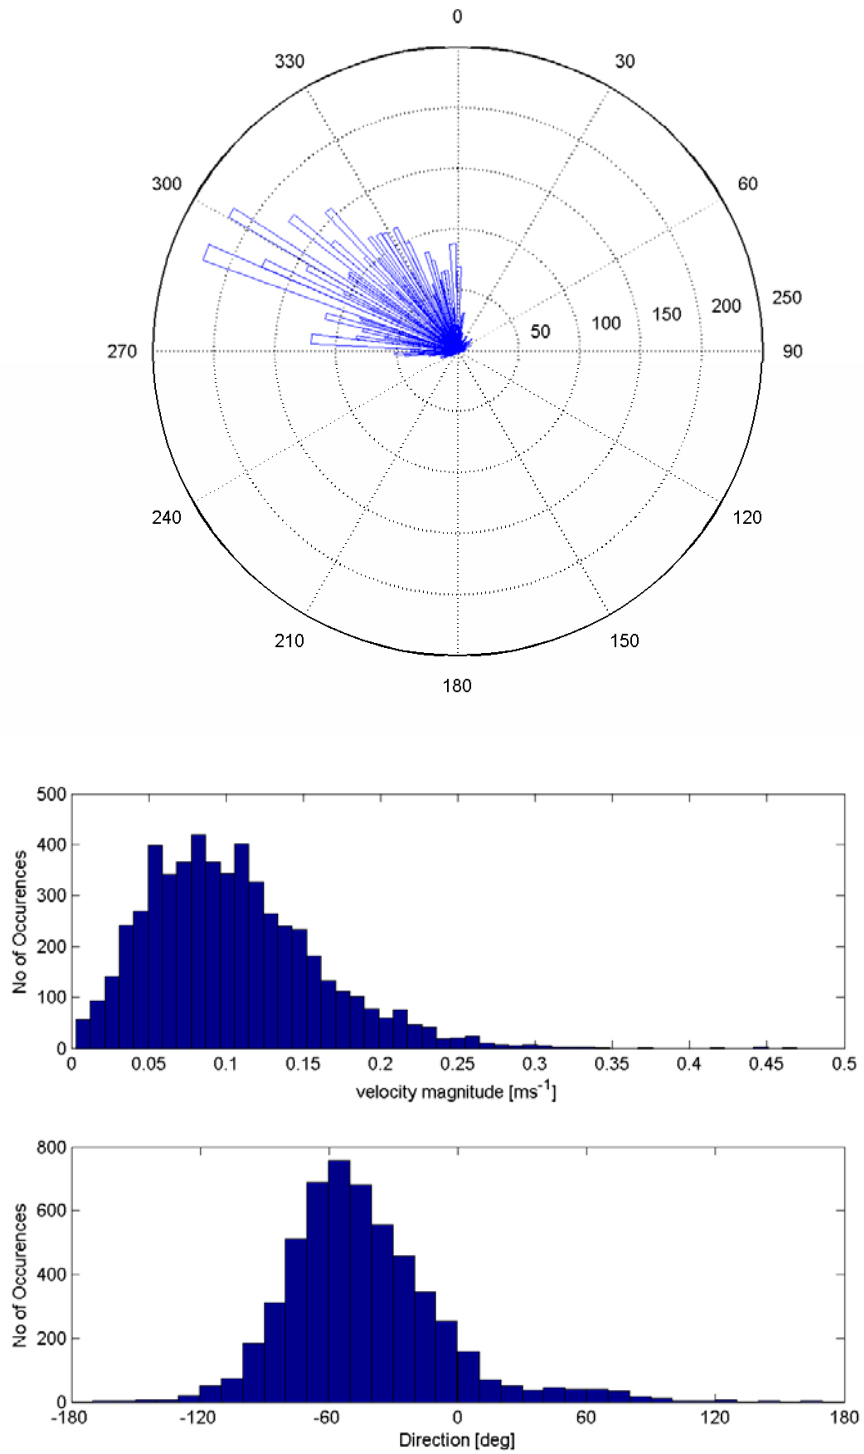 0
330 30
300 60
50 100 150 200 250
270 90
240 120
210 150
180
500
400
300
200
100
0
No of Occurences
0 0.05 0.1 0.15 0.2 0.25 0.3 0.35 0.4 0.45 0.5
velocity magnitude [ms-1]
800
600
400
200
0
No of Occurences
-180 -120 -60 0 60 120 180
Direction [deg]